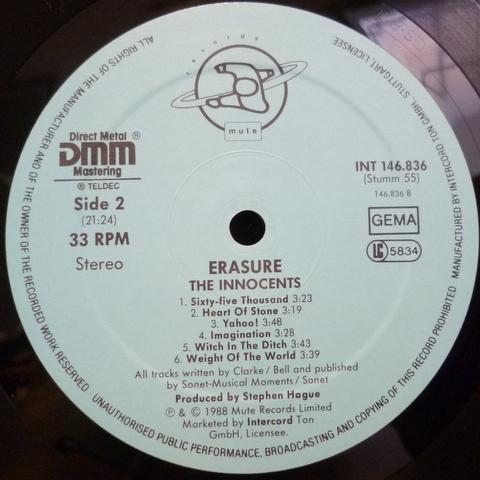 records
mute
Direct Metal ®
DMM
Mastering
® TELDEC
Side 2
(21:24)
33 RPM
Stereo
INT 146.836
(Stumm 55)
146.836 B
GEMA
LC 5834
ERASURE
THE INNOCENTS
1. Sixty-five Thousand 3:23
2. Heart Of Stone 3:19
3. Yahoo! 3:48
4. Imagination 3:28
5. Witch In The Ditch 3:43
6. Weight Of The World 3:39
All tracks written by Clarke / Bell and published
by Sonet-Musical Moments / Sonet
Produced by Stephen Hague
℗ & © 1988 Mute Records Limited
Marketed by Intercord Ton
GmbH, Licensee.
ALL RIGHTS OF THE MANUFACTURER AND OF THE OWNER OF THE RECORDED WORK RESERVED
UNAUTHORISED PUBLIC PERFORMANCE, BROADCASTING AND COPYING OF THIS RECORD PROHIBITED
MANUFACTURED BY INTERCORD TON GMBH, STUTTGART, LICENSEE